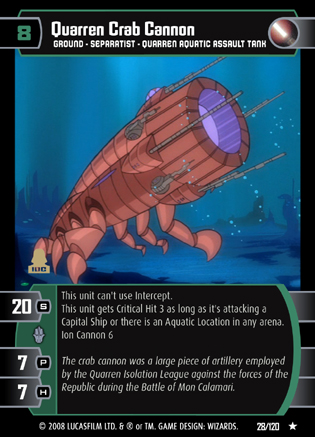 8
Quarren Crab Cannon
GROUND - SEPARATIST - QUARREN AQUATIC ASSAULT TANK
IDC
20 S
This unit can't use Intercept.
This unit gets Critical Hit 3 as long as it's attacking a
Capital Ship or there is an Aquatic Location in any arena.
Ion Cannon 6
7 P
7 H
The crab cannon was a large piece of artillery employed
by the Quarren Isolation League against the forces of the
Republic during the Battle of Mon Calamari.
© 2008 LUCASFILM LTD. & ® or TM. GAME DESIGN: WIZARDS.
28/120 ★